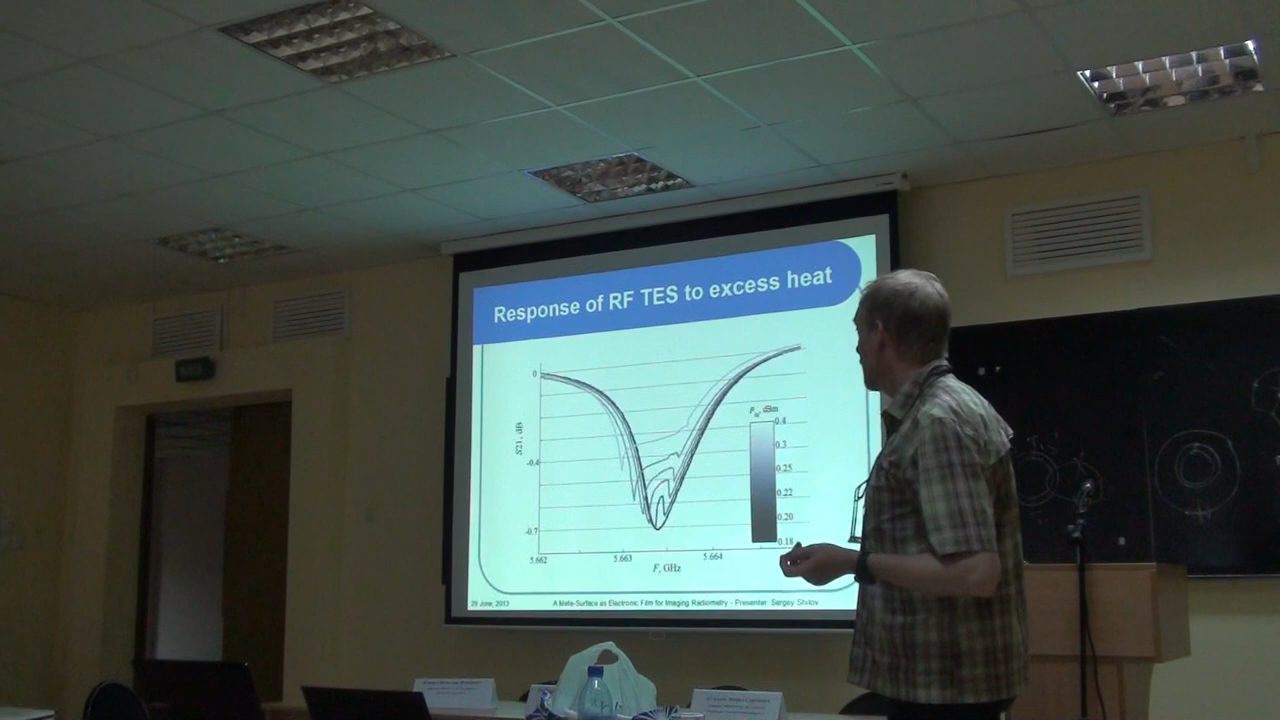 Response of RF TES to excess heat
0
-0.4
-0.7
S21, dB
5.662
5.663
5.664
F, GHz
0.4
0.3
0.25
0.22
0.20
0.18
29 June, 2013
A Meta-Surface as Electronic Film for Imaging Radiometry - Presenter Sergey Shitov